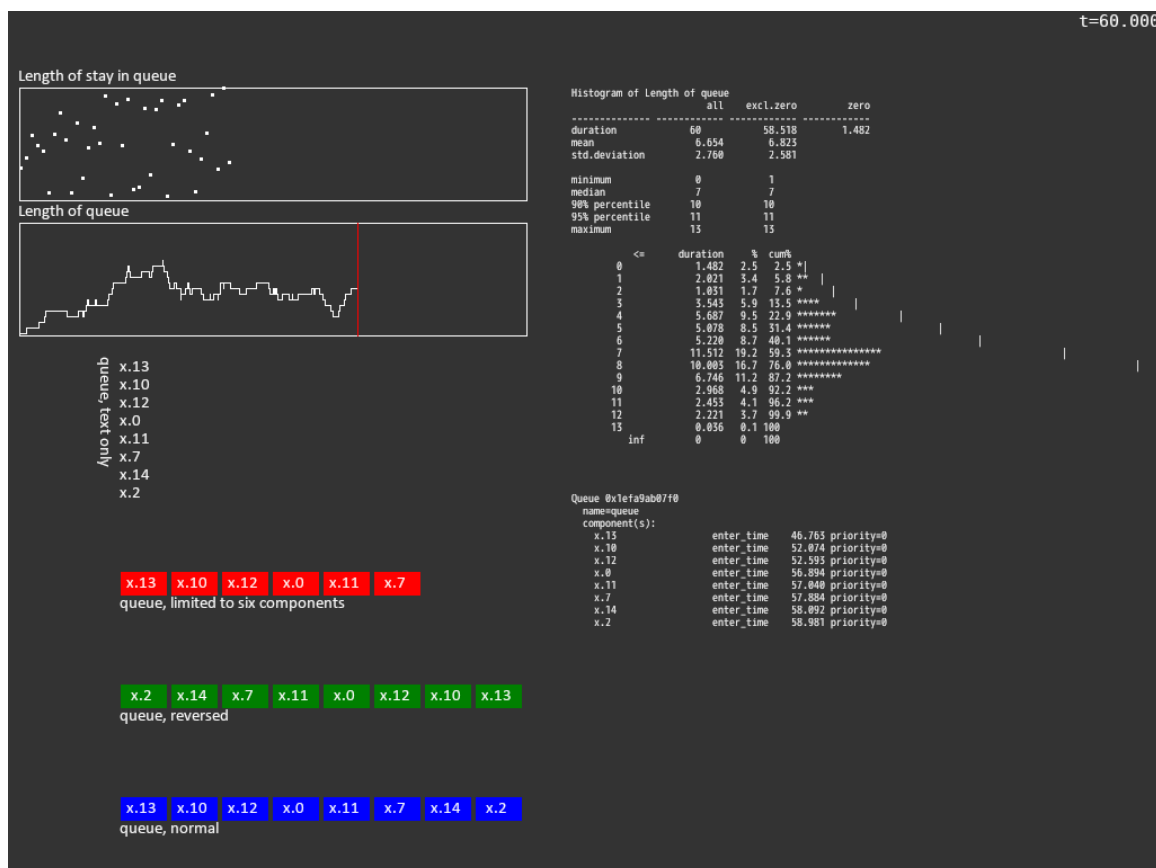 t=60.000
Length of stay in queue
Length of queue
queue, text only
x.13
x.10
x.12
x.0
x.11
x.7
x.14
x.2
x.13 x.10 x.12 x.0 x.11 x.7
queue, limited to six components
x.2 x.14 x.7 x.11 x.0 x.12 x.10 x.13
queue, reversed
x.13 x.10 x.12 x.0 x.11 x.7 x.14 x.2
queue, normal
Histogram of Length of queue
all excl.zero zero
-------------- ------------ ------------ ------------
duration 60 58.518 1.482
mean 6.654 6.823
std.deviation 2.760 2.581
minimum 0 1
median 7 7
90% percentile 10 10
95% percentile 11 11
maximum 13 13
<= duration % cum%
0 1.482 2.5 2.5 *|
1 2.021 3.4 5.8 ** |
2 1.031 1.7 7.6 * |
3 3.543 5.9 13.5 **** |
4 5.687 9.5 22.9 ******* |
5 5.078 8.5 31.4 ****** |
6 5.220 8.7 40.1 ****** |
7 11.512 19.2 59.3 *************** |
8 10.003 16.7 76.0 ************* |
9 6.746 11.2 87.2 ********
10 2.968 4.9 92.2 ***
11 2.453 4.1 96.2 ***
12 2.221 3.7 99.9 **
13 0.036 0.1 100
inf 0 0 100
Queue 0x1efa9ab07f0
name=queue
component(s):
x.13 enter_time 46.763 priority=0
x.10 enter_time 52.074 priority=0
x.12 enter_time 52.593 priority=0
x.0 enter_time 56.894 priority=0
x.11 enter_time 57.040 priority=0
x.7 enter_time 57.884 priority=0
x.14 enter_time 58.092 priority=0
x.2 enter_time 58.981 priority=0